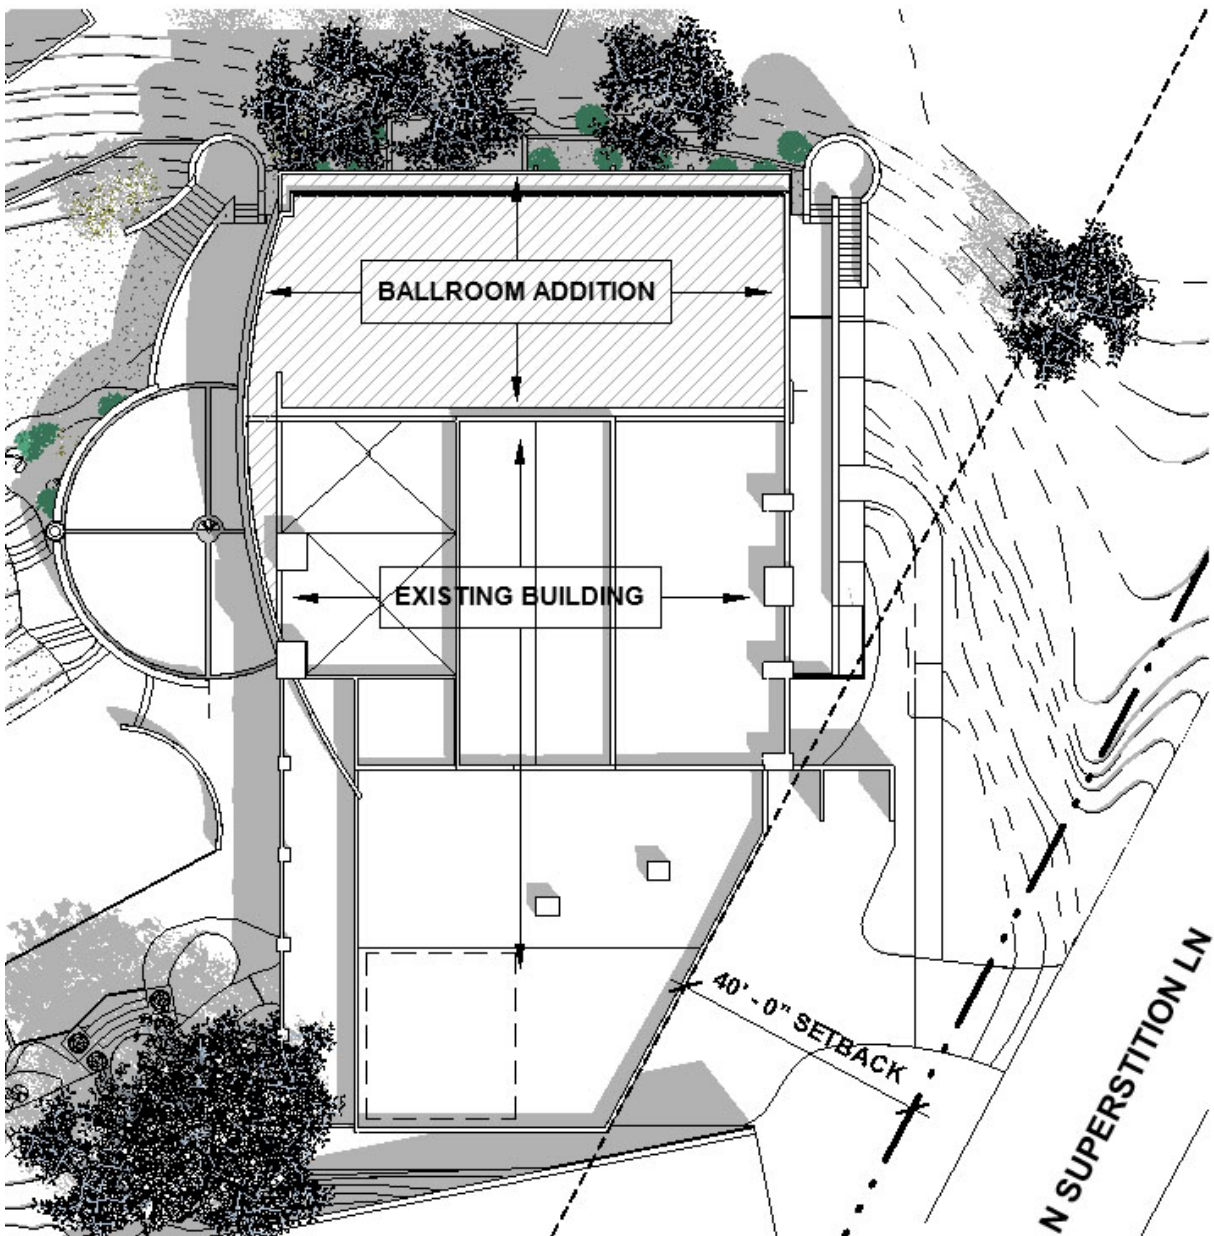 BALLROOM ADDITION
EXISTING BUILDING
40' - 0" SETBACK
N SUPERSTITION LN